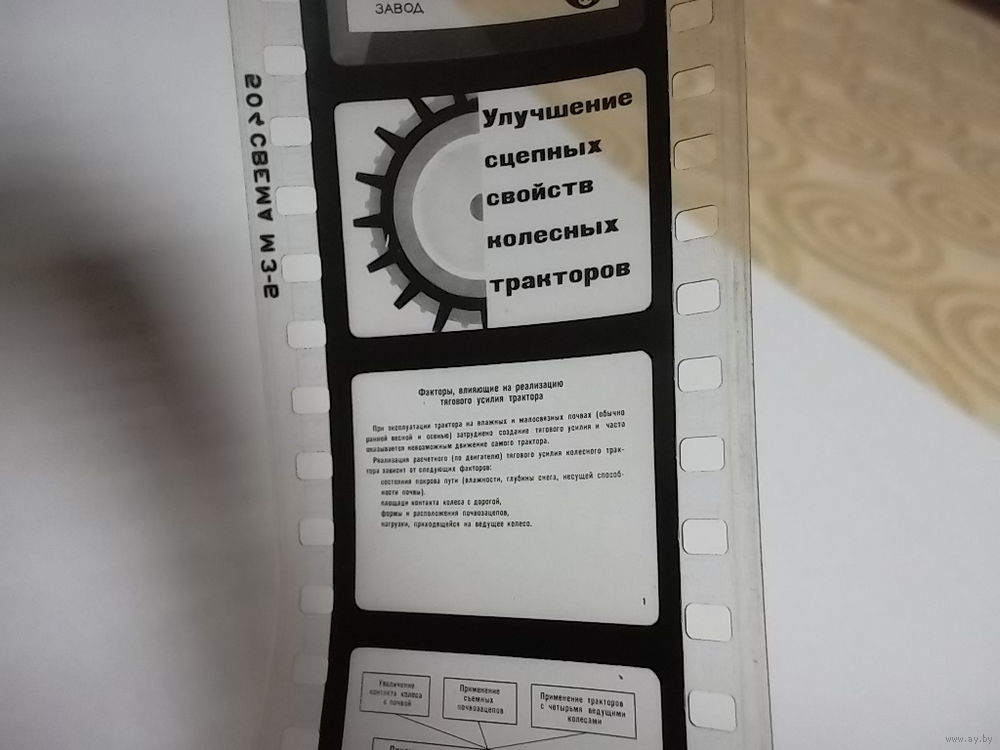 ЗАВОД
Улучшение
сцепных
свойств
колесных
тракторов
Факторы, влияющие на реализацию
тягового усилия трактора
При эксплуатации трактора на влажных и малосвязных почвах (обычно
ранней весной и осенью) затруднено создание тягового усилия и часто
оказывается невозможным движение самого трактора.
Реализация расчетного (по двигателю) тягового усилия колесного трак-
тора зависит от следующих факторов:
состояния покрова пути (влажности, глубины снега, несущей способ-
ности почвы).
площади контакта колеса с дорогой,
формы и расположения почвозацепов,
нагрузки, приходящейся на ведущее колесо.
1
Увеличение
контакта колеса
с почвой
Применение
съемных
почвозацепов
Применение тракторов
с четырьмя ведущими
колесами
СВЕМА МЗ-Б
www.ay.by